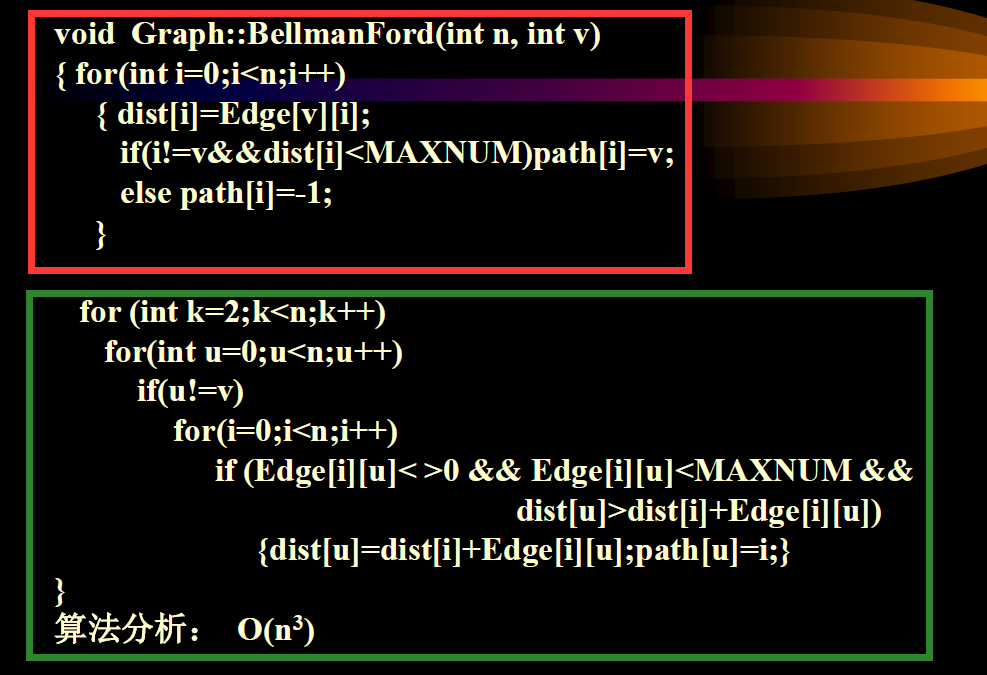 void Graph::BellmanFord(int n, int v)
{ for(int i=0;i<n;i++)
{ dist[i]=Edge[v][i];
if(i!=v&&dist[i]<MAXNUM)path[i]=v;
else path[i]=-1;
}
for (int k=2;k<n;k++)
for(int u=0;u<n;u++)
if(u!=v)
for(i=0;i<n;i++)
if (Edge[i][u]< >0 && Edge[i][u]<MAXNUM &&
dist[u]>dist[i]+Edge[i][u])
{dist[u]=dist[i]+Edge[i][u];path[u]=i;}
}
算法分析： O(n³)